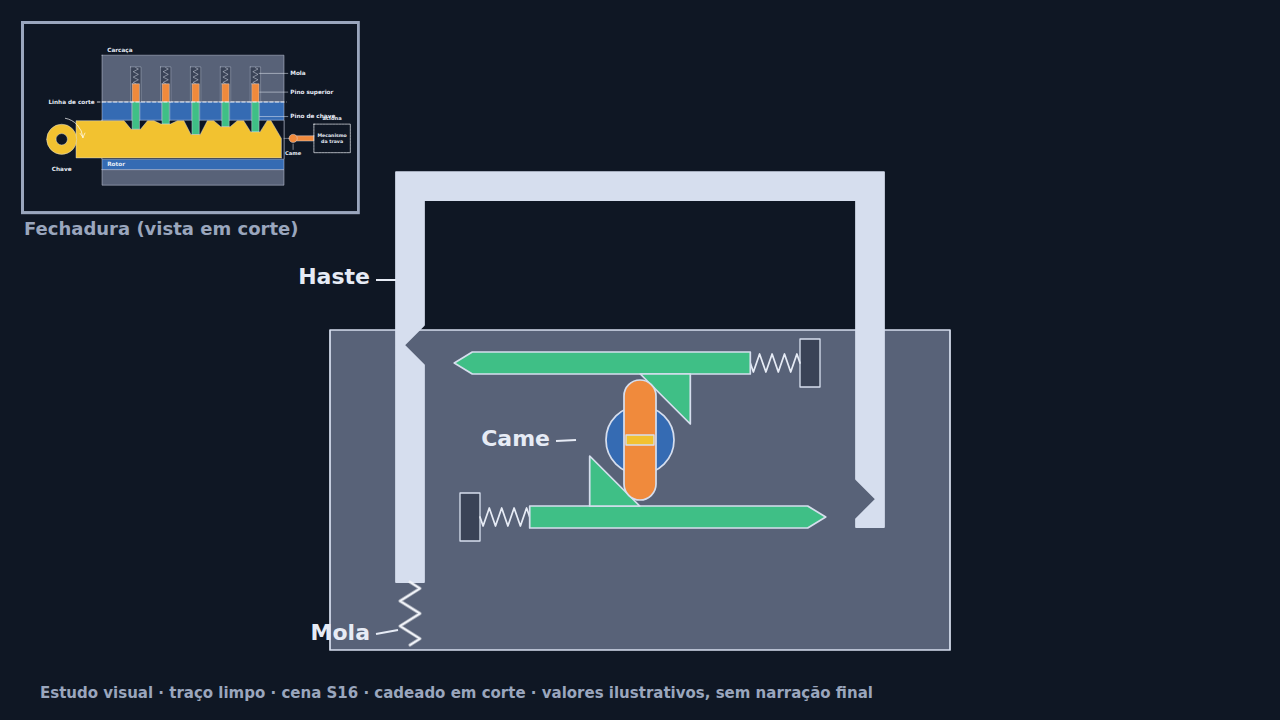 Carcaça
Mola
Pino superior
Linha de corte
Pino de chave
aciona
Mecanismo
da trava
Came
Rotor
Chave
Fechadura (vista em corte)
Haste
Came
Mola
Estudo visual · traço limpo · cena S16 · cadeado em corte · valores ilustrativos, sem narração final